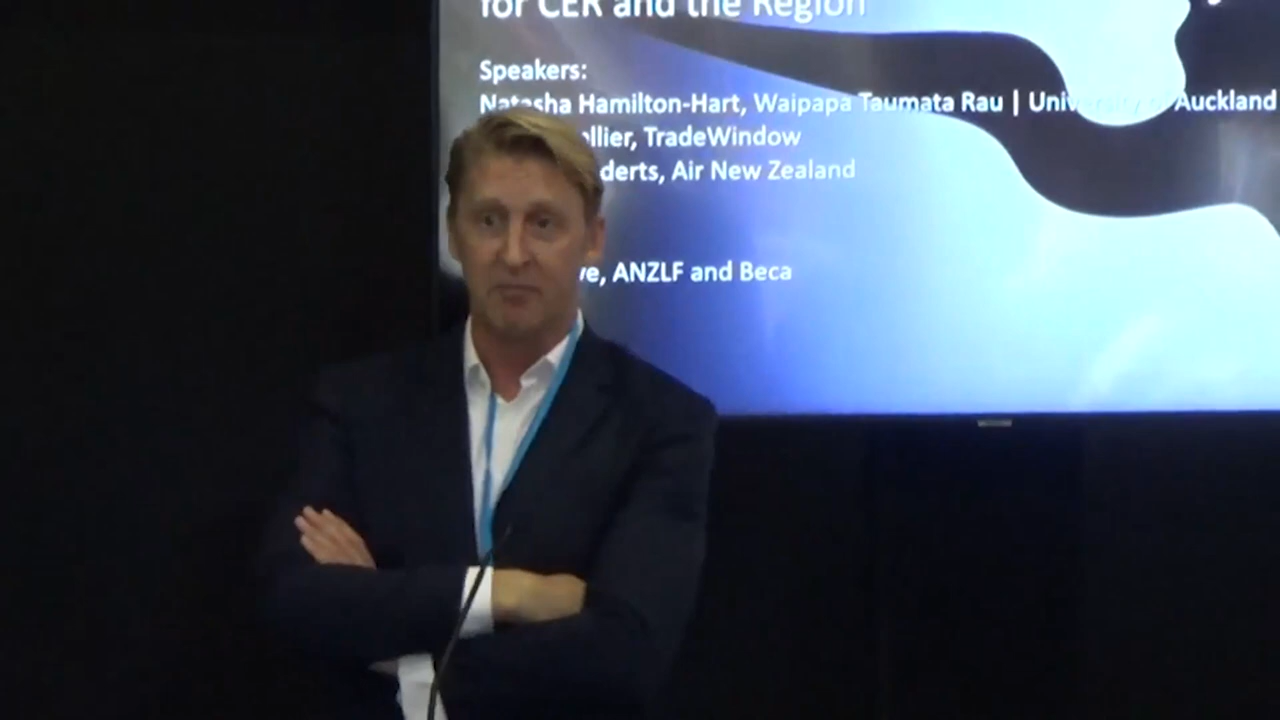 for CER and the Region
Speakers:
Natasha Hamilton-Hart, Waipapa Taumata Rau | University of Auckland
llier, TradeWindow
derts, Air New Zealand
ve, ANZLF and Beca